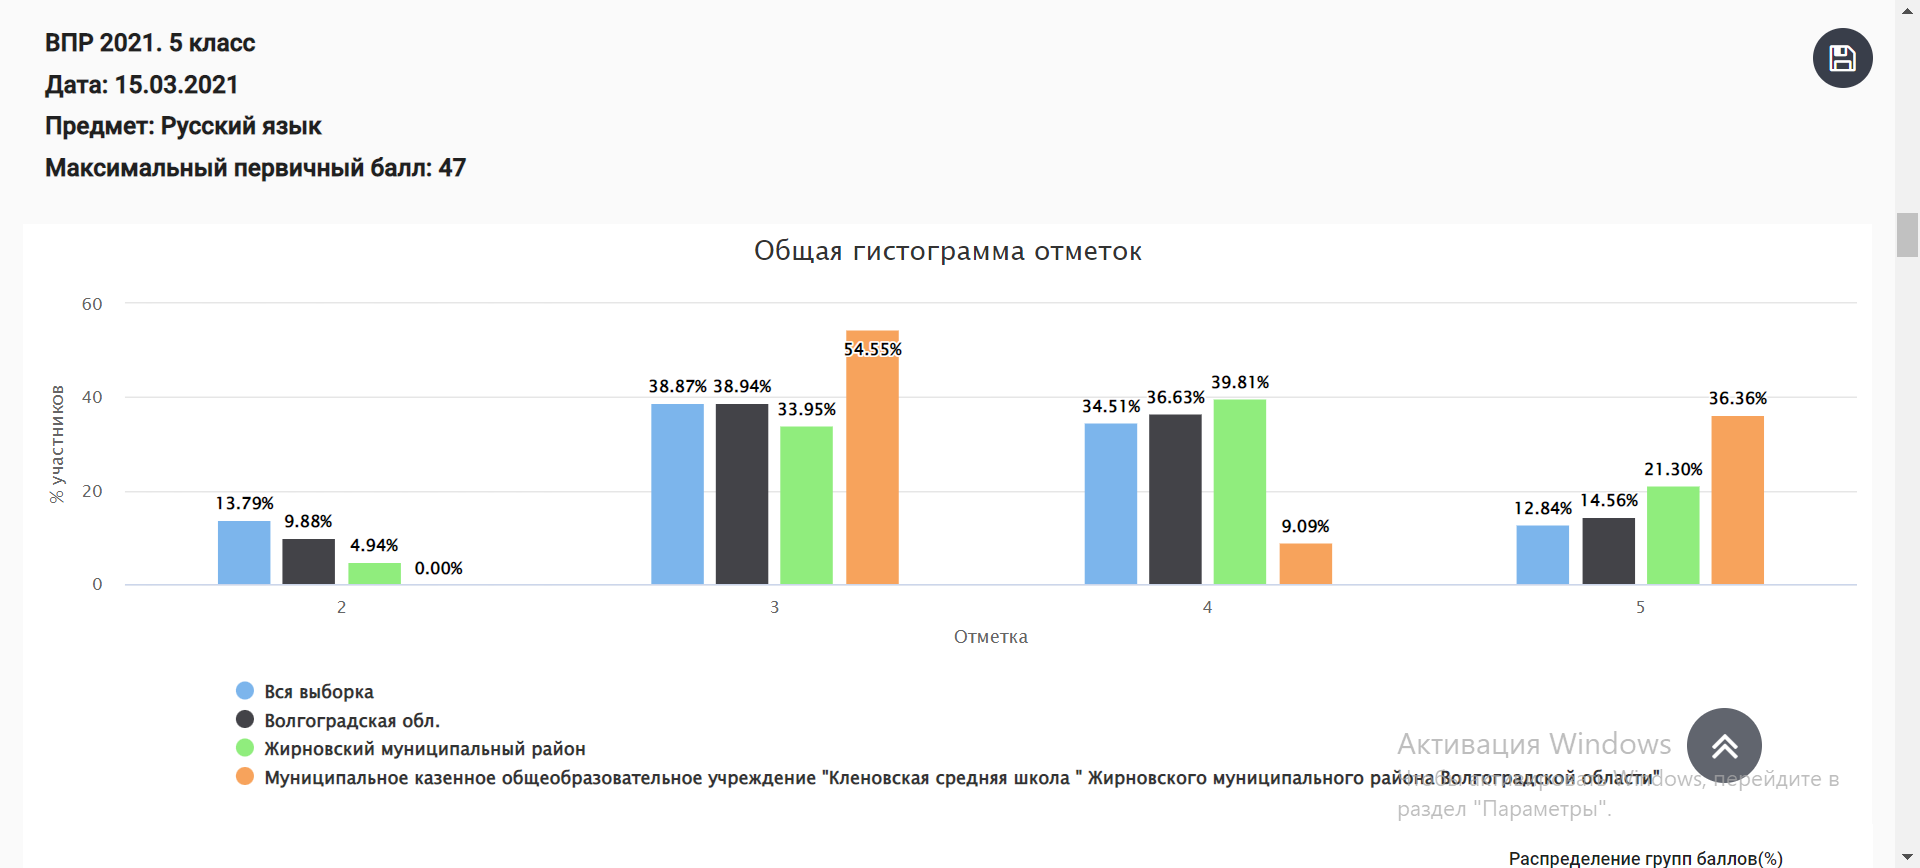 ВПР 2021. 5 класс
Дата: 15.03.2021
Предмет: Русский язык
Максимальный первичный балл: 47
Общая гистограмма отметок
% участников
60
40
20
0
13.79%
9.88%
4.94%
0.00%
38.87%
38.94%
33.95%
54.55%
34.51%
36.63%
39.81%
9.09%
12.84%
14.56%
21.30%
36.36%
2
3
4
5
Отметка
Вся выборка
Волгоградская обл.
Жирновский муниципальный район
Муниципальное казенное общеобразовательное учреждение "Кленовская средняя школа " Жирновского муниципального района Волгоградской области"
Активация Windows
Чтобы активировать Windows, перейдите в
раздел "Параметры".
Распределение групп баллов(%)